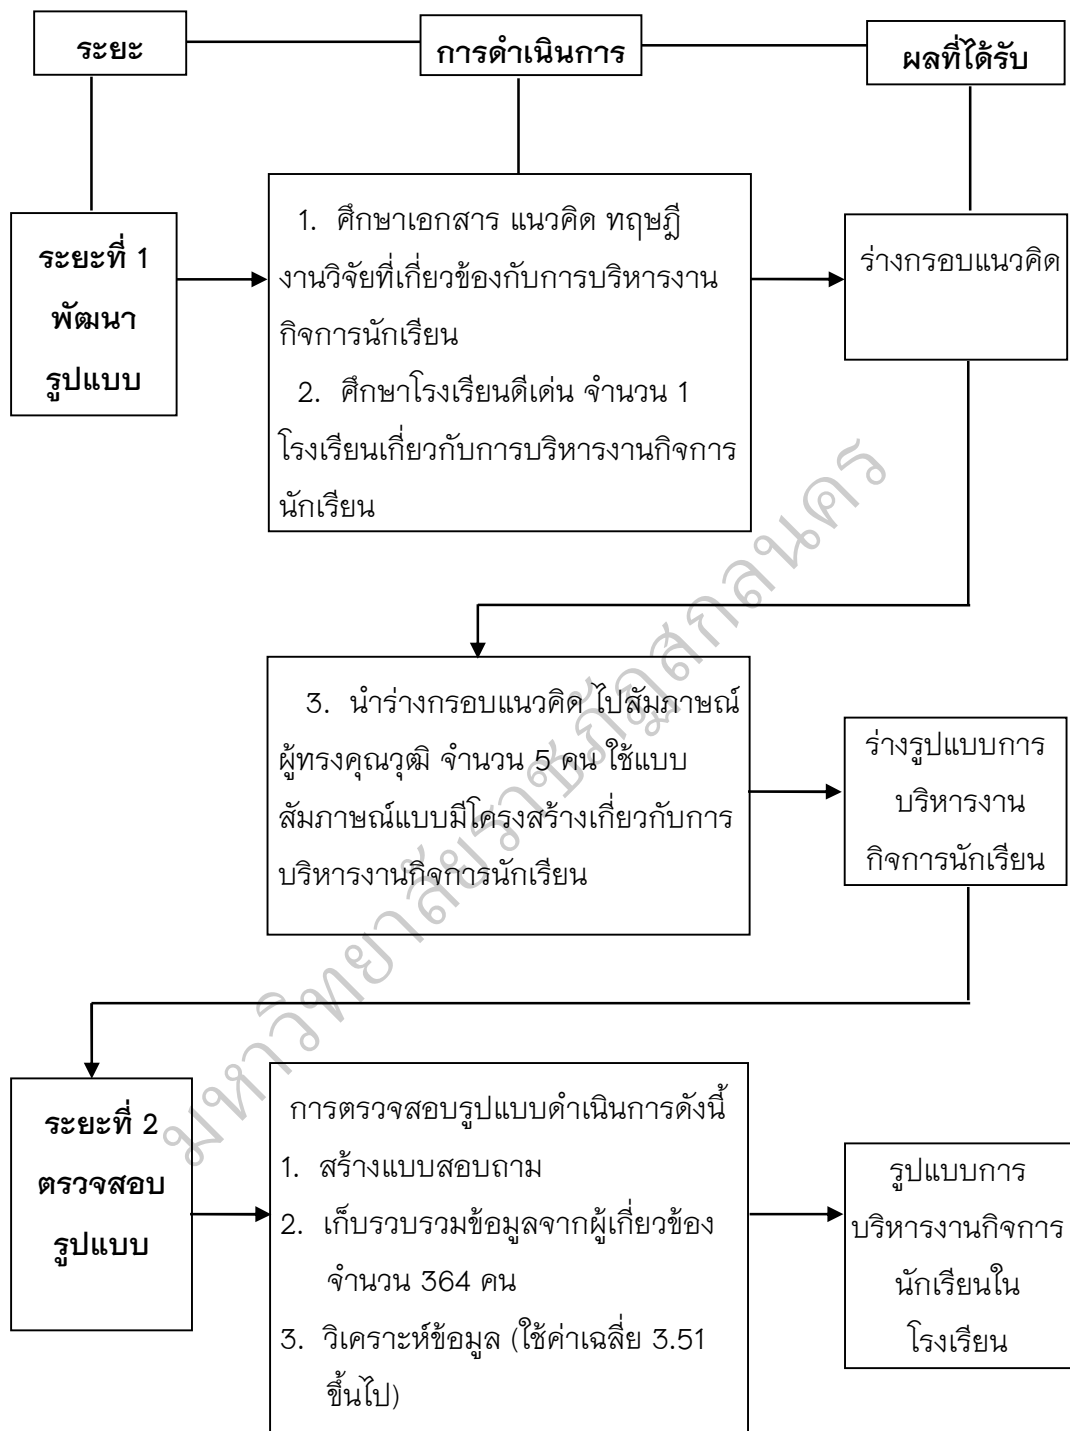 ระยะ
การดำเนินการ
ผลที่ได้รับ
ระยะที่ 1
พัฒนา
รูปแบบ
1. ศึกษาเอกสาร แนวคิด ทฤษฎี
งานวิจัยที่เกี่ยวข้องกับการบริหารงาน
กิจการนักเรียน
2. ศึกษาโรงเรียนดีเด่น จำนวน 1
โรงเรียนเกี่ยวกับการบริหารงานกิจการ
นักเรียน
ร่างกรอบแนวคิด
3. นำร่างกรอบแนวคิด ไปสัมภาษณ์
ผู้ทรงคุณวุฒิ จำนวน 5 คน ใช้แบบ
สัมภาษณ์แบบมีโครงสร้างเกี่ยวกับการ
บริหารงานกิจการนักเรียน
ร่างรูปแบบการ
บริหารงาน
กิจการนักเรียน
ระยะที่ 2
ตรวจสอบ
รูปแบบ
การตรวจสอบรูปแบบดำเนินการดังนี้
1. สร้างแบบสอบถาม
2. เก็บรวบรวมข้อมูลจากผู้เกี่ยวข้อง
จำนวน 364 คน
3. วิเคราะห์ข้อมูล (ใช้ค่าเฉลี่ย 3.51
ขึ้นไป)
รูปแบบการ
บริหารงานกิจการ
นักเรียนใน
โรงเรียน
มหาวิทยาลัยราชภัฏสกลนคร